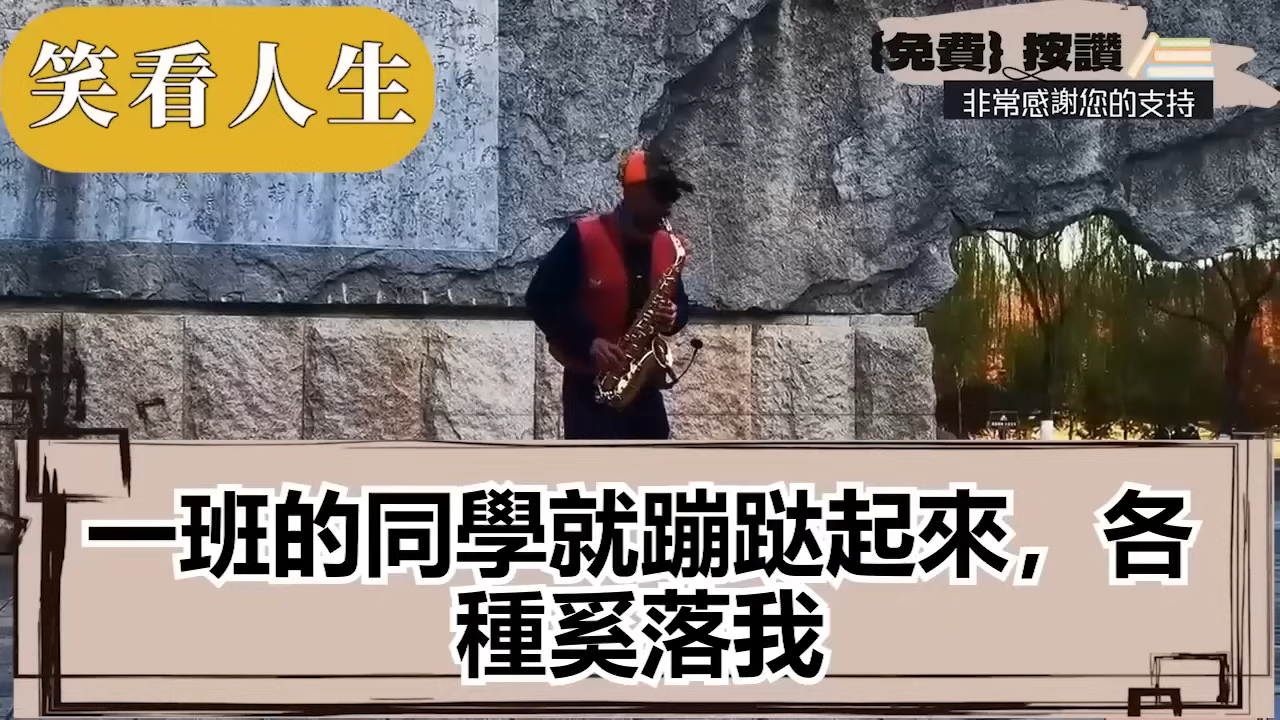 笑看人生
{免費} 按讚
非常感謝您的支持
一班的同學就蹦跶起來，各
種奚落我